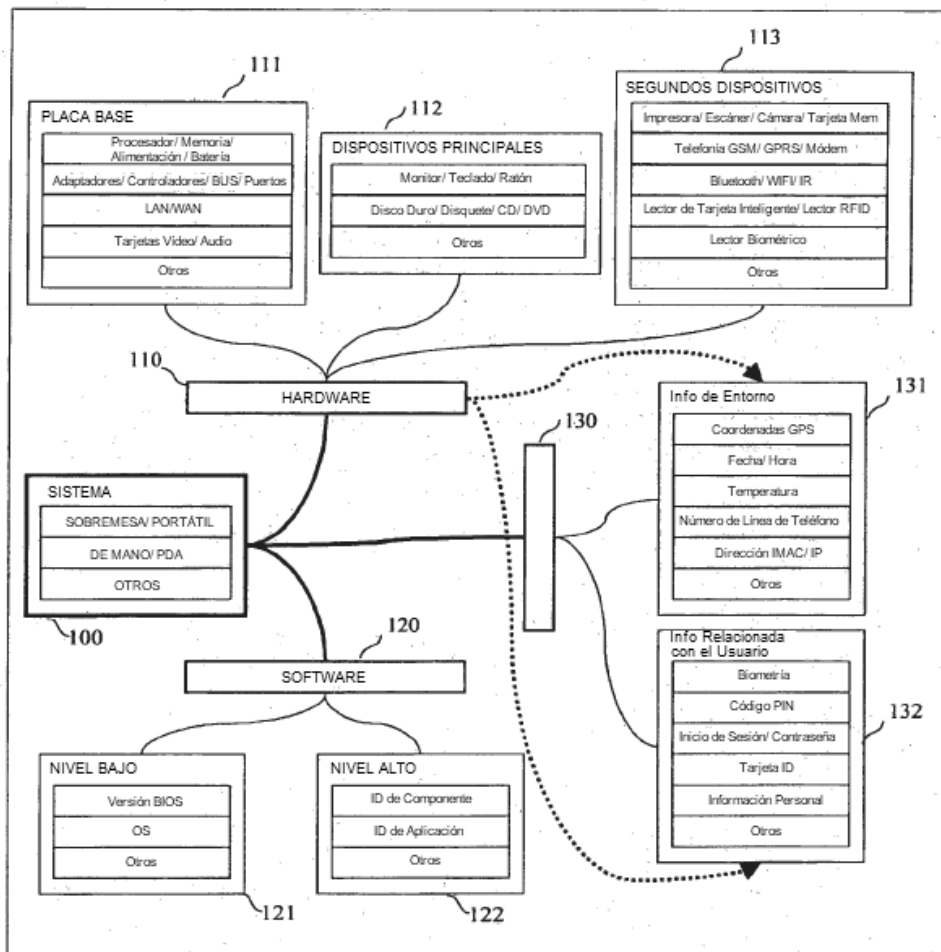 111
PLACA BASE
Procesador/ Memoria/
Alimentación / Batería
Adaptadores/ Controladores/ BUS/ Puertos
LAN/WAN
Tarjetas Vídeo/ Audio
Otros
112
DISPOSITIVOS PRINCIPALES
Monitor/ Teclado/ Ratón
Disco Duro/ Disquete/ CD/ DVD
Otros
113
SEGUNDOS DISPOSITIVOS
Impresora/ Escáner/ Cámara/ Tarjeta Mem
Telefonía GSM/ GPRS/ Módem
Bluetooth/ WIFI/ IR
Lector de Tarjeta Inteligente/ Lector RFID
Lector Biométrico
Otros
110
HARDWARE
130
131
Info de Entorno
Coordenadas GPS
Fecha/ Hora
Temperatura
Número de Línea de Teléfono
Dirección IMAC/ IP
Otros
SISTEMA
SOBREMESA/ PORTÁTIL
DE MANO/ PDA
OTROS
100
120
SOFTWARE
132
Info Relacionada
con el Usuario
Biometría
Código PIN
Inicio de Sesión/ Contraseña
Tarjeta ID
Información Personal
Otros
NIVEL BAJO
Versión BIOS
OS
Otros
121
NIVEL ALTO
ID de Componente
ID de Aplicación
Otros
122